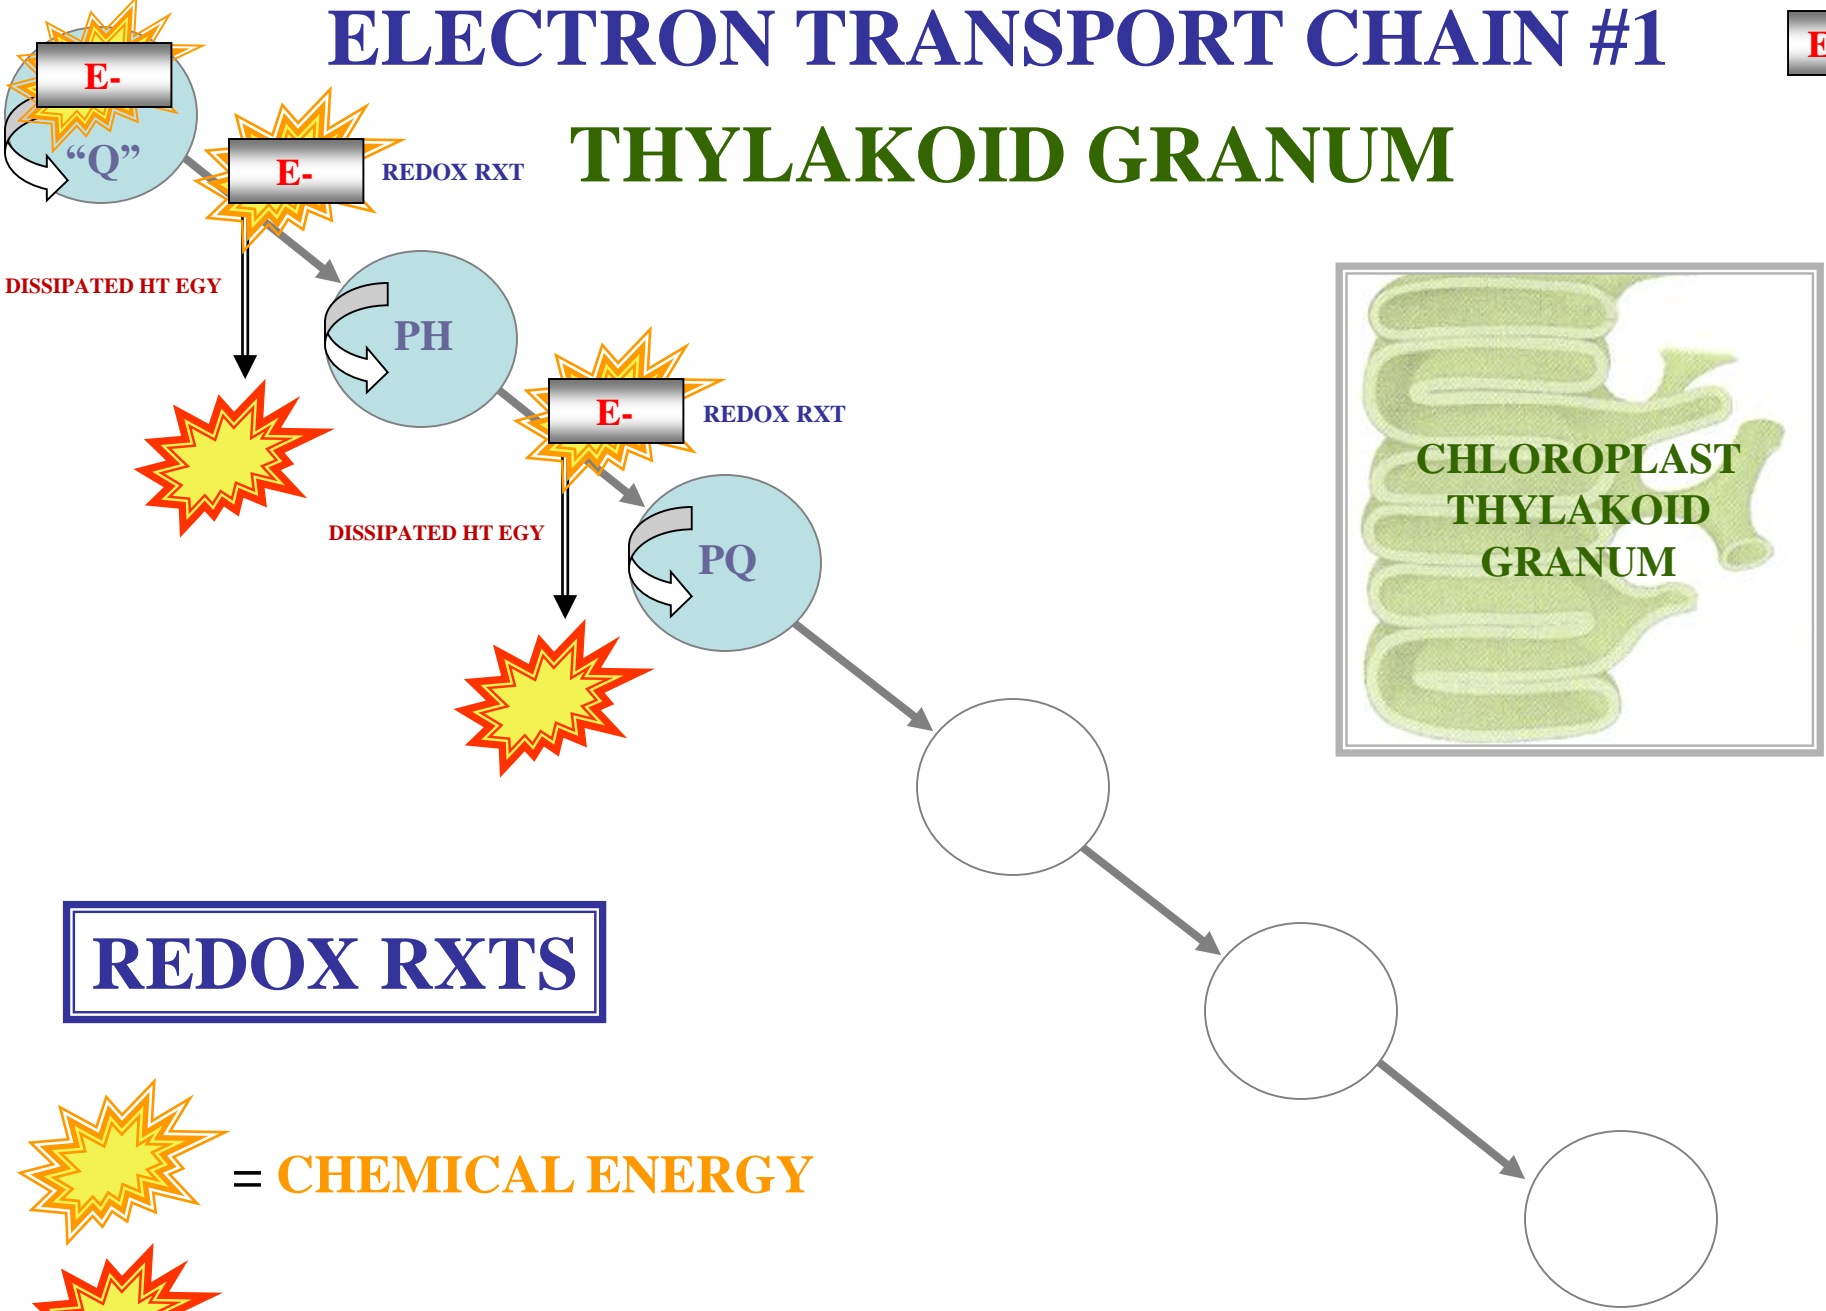 ELECTRON TRANSPORT CHAIN #1
E
E-
THYLAKOID GRANUM
“Q”
E-
REDOX RXT
DISSIPATED HT EGY
PH
E-
REDOX RXT
CHLOROPLAST
THYLAKOID
GRANUM
DISSIPATED HT EGY
PQ
REDOX RXTS
= CHEMICAL ENERGY